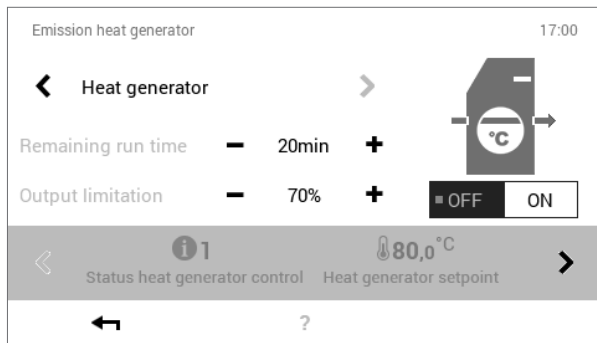 Emission heat generator 17:00
Heat generator
°C
Remaining run time − 20min +
Output limitation − 70% +
OFF ON
1 80,0°C
Status heat generator control Heat generator setpoint
?